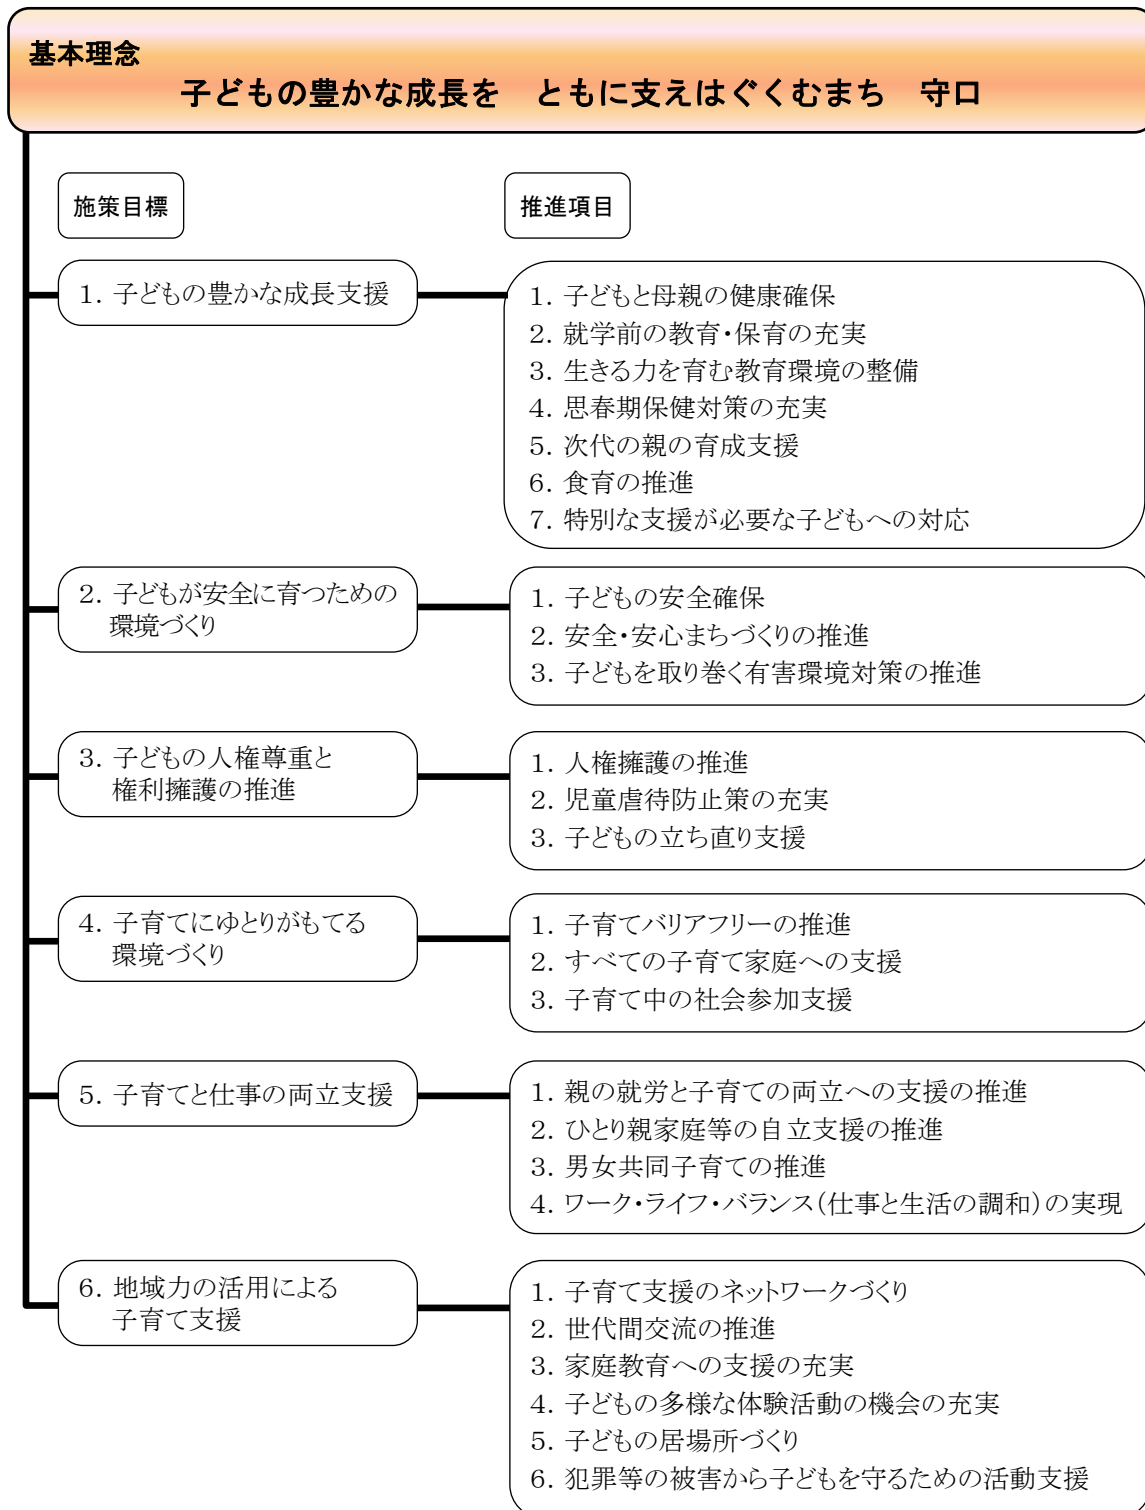 基本理念
子どもの豊かな成長を　ともに支えはぐくむまち　守口
施策目標
推進項目
1．子どもの豊かな成長支援
1．子どもと母親の健康確保
2．就学前の教育・保育の充実
3．生きる力を育む教育環境の整備
4．思春期保健対策の充実
5．次代の親の育成支援
6．食育の推進
7．特別な支援が必要な子どもへの対応
2．子どもが安全に育つための
環境づくり
1．子どもの安全確保
2．安全・安心まちづくりの推進
3．子どもを取り巻く有害環境対策の推進
3．子どもの人権尊重と
権利擁護の推進
1．人権擁護の推進
2．児童虐待防止策の充実
3．子どもの立ち直り支援
4．子育てにゆとりがもてる
環境づくり
1．子育てバリアフリーの推進
2．すべての子育て家庭への支援
3．子育て中の社会参加支援
5．子育てと仕事の両立支援
1．親の就労と子育ての両立への支援の推進
2．ひとり親家庭等の自立支援の推進
3．男女共同子育ての推進
4．ワーク・ライフ・バランス（仕事と生活の調和）の実現
6．地域力の活用による
子育て支援
1．子育て支援のネットワークづくり
2．世代間交流の推進
3．家庭教育への支援の充実
4．子どもの多様な体験活動の機会の充実
5．子どもの居場所づくり
6．犯罪等の被害から子どもを守るための活動支援